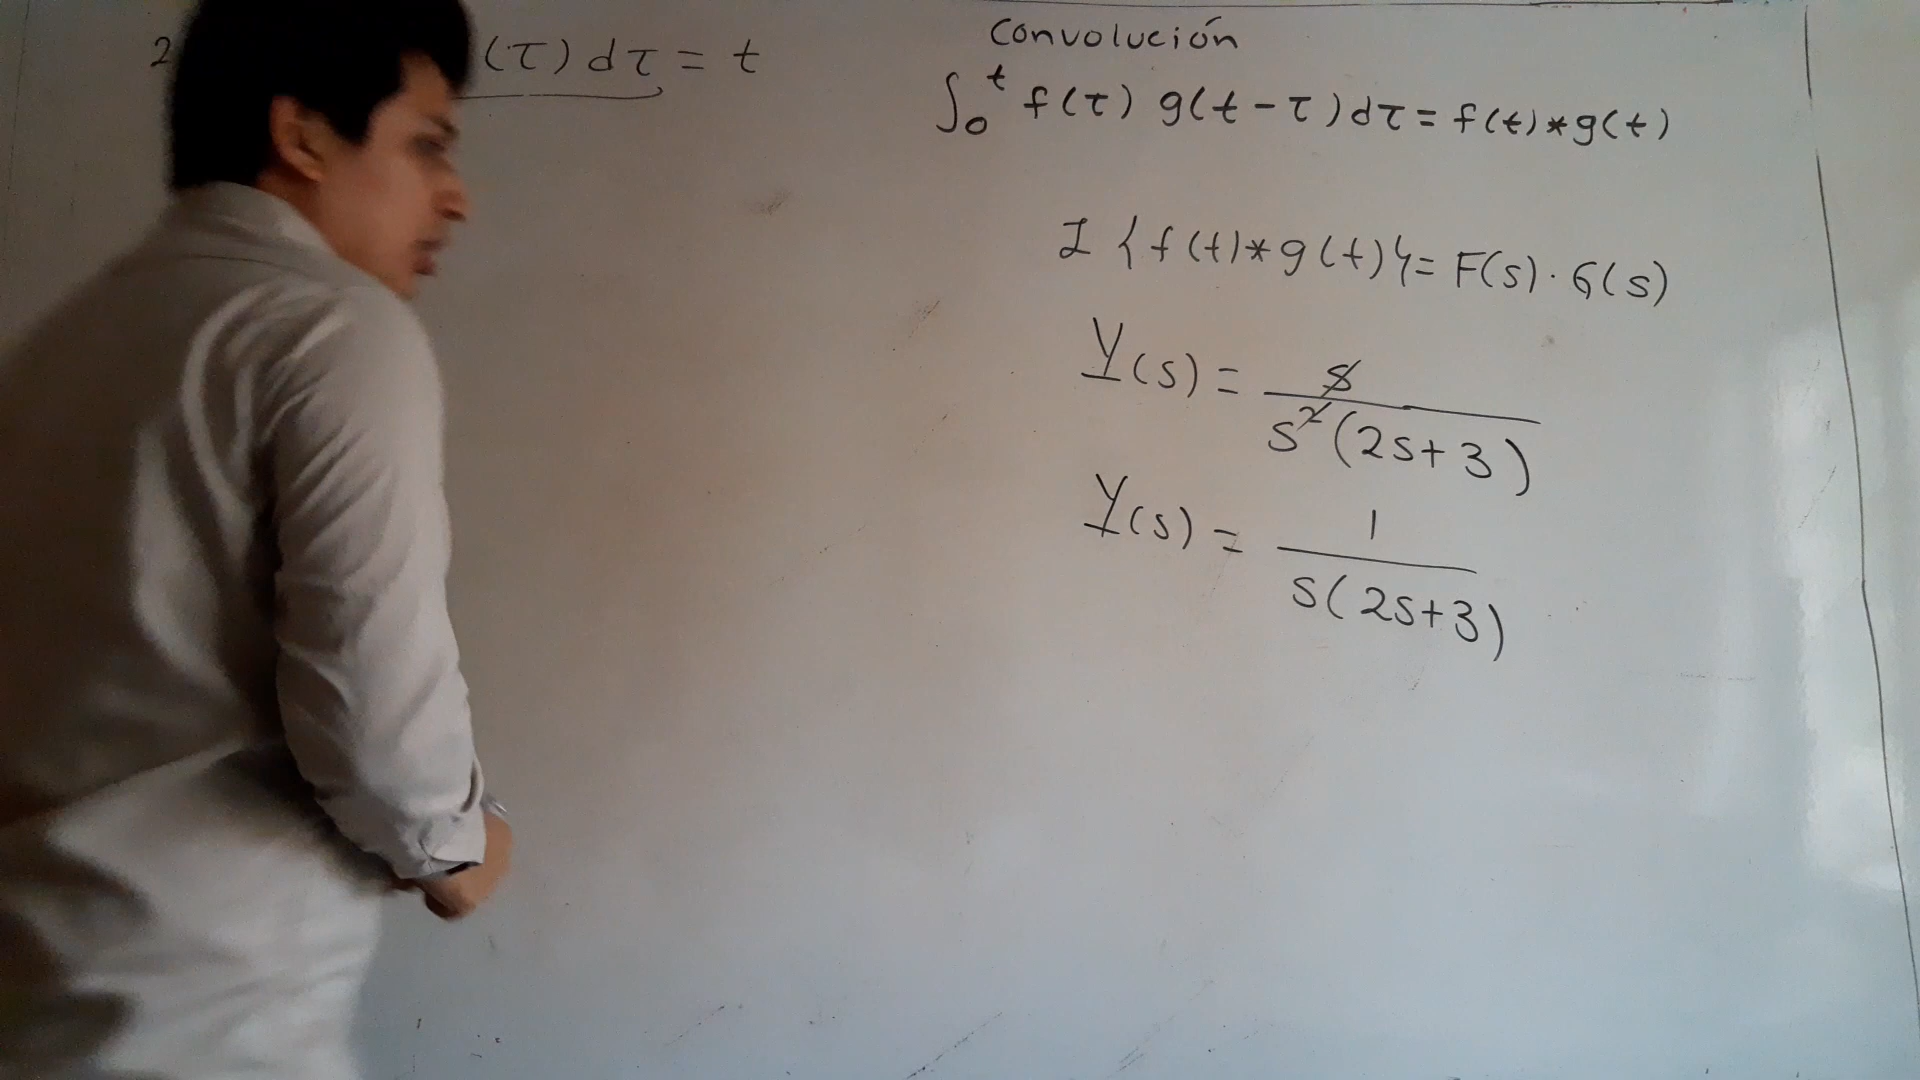 2 (τ) dτ = t
Convolución
∫₀ᵗ f(τ) g(t-τ) dτ = f(t)*g(t)
ℒ {f(t)*g(t)} = F(s)·G(s)
Y(s) = s / s²(2s+3)
Y(s) = 1 / s(2s+3)